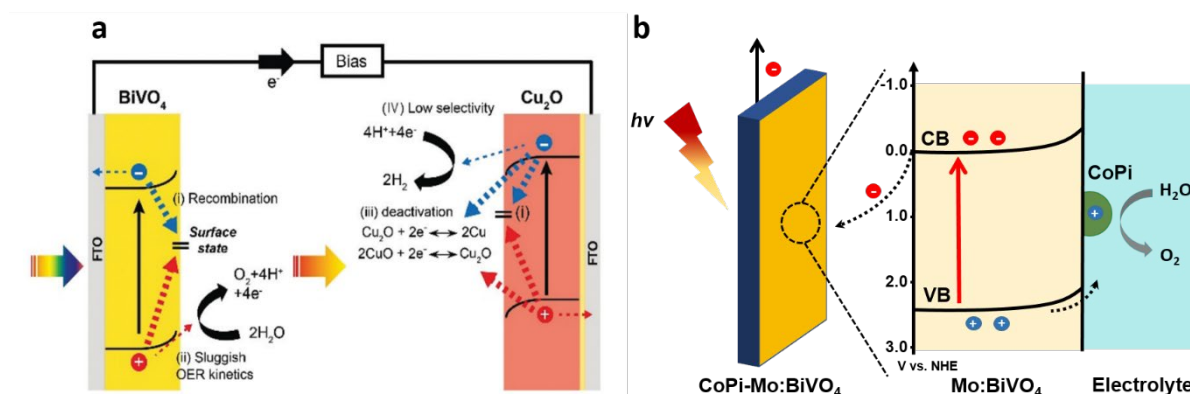 a
Bias
e⁻
BiVO₄
Cu₂O
(IV) Low selectivity
4H⁺+4e⁻
2H₂
(i) Recombination
(iii) deactivation
Cu₂O + 2e⁻ ↔ 2Cu
2CuO + 2e⁻ ↔ Cu₂O
(i)
Surface
state
FTO
FTO
O₂+4H⁺
+4e⁻
2H₂O
(ii) Sluggish
OER kinetics
b
hv
CoPi-Mo:BiVO₄
-1.0
CB
0.0
1.0
2.0
VB
3.0
V vs. NHE
CoPi
H₂O
O₂
Mo:BiVO₄
Electrolyte